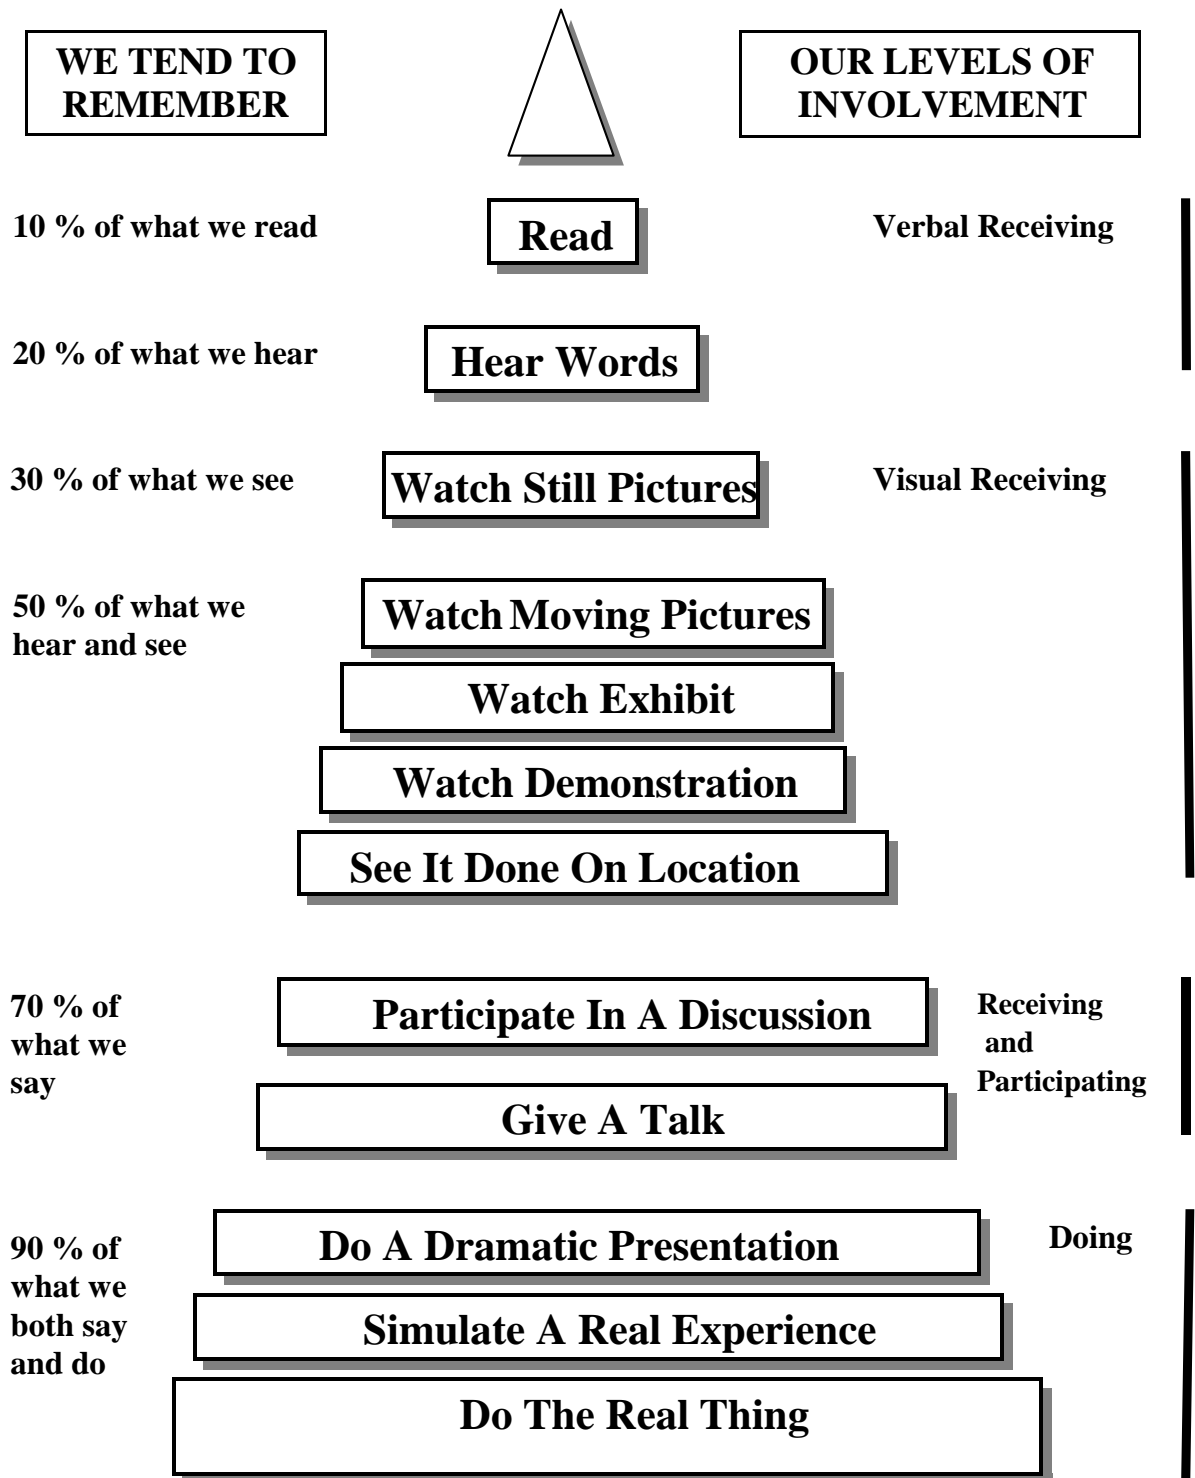 WE TEND TO
REMEMBER
OUR LEVELS OF
INVOLVEMENT
10 % of what we read
Read
Verbal Receiving
20 % of what we hear
Hear Words
30 % of what we see
Watch Still Pictures
Visual Receiving
50 % of what we
hear and see
Watch Moving Pictures
Watch Exhibit
Watch Demonstration
See It Done On Location
70 % of
what we
say
Participate In A Discussion
Give A Talk
Receiving
and
Participating
90 % of
what we
both say
and do
Do A Dramatic Presentation
Simulate A Real Experience
Do The Real Thing
Doing